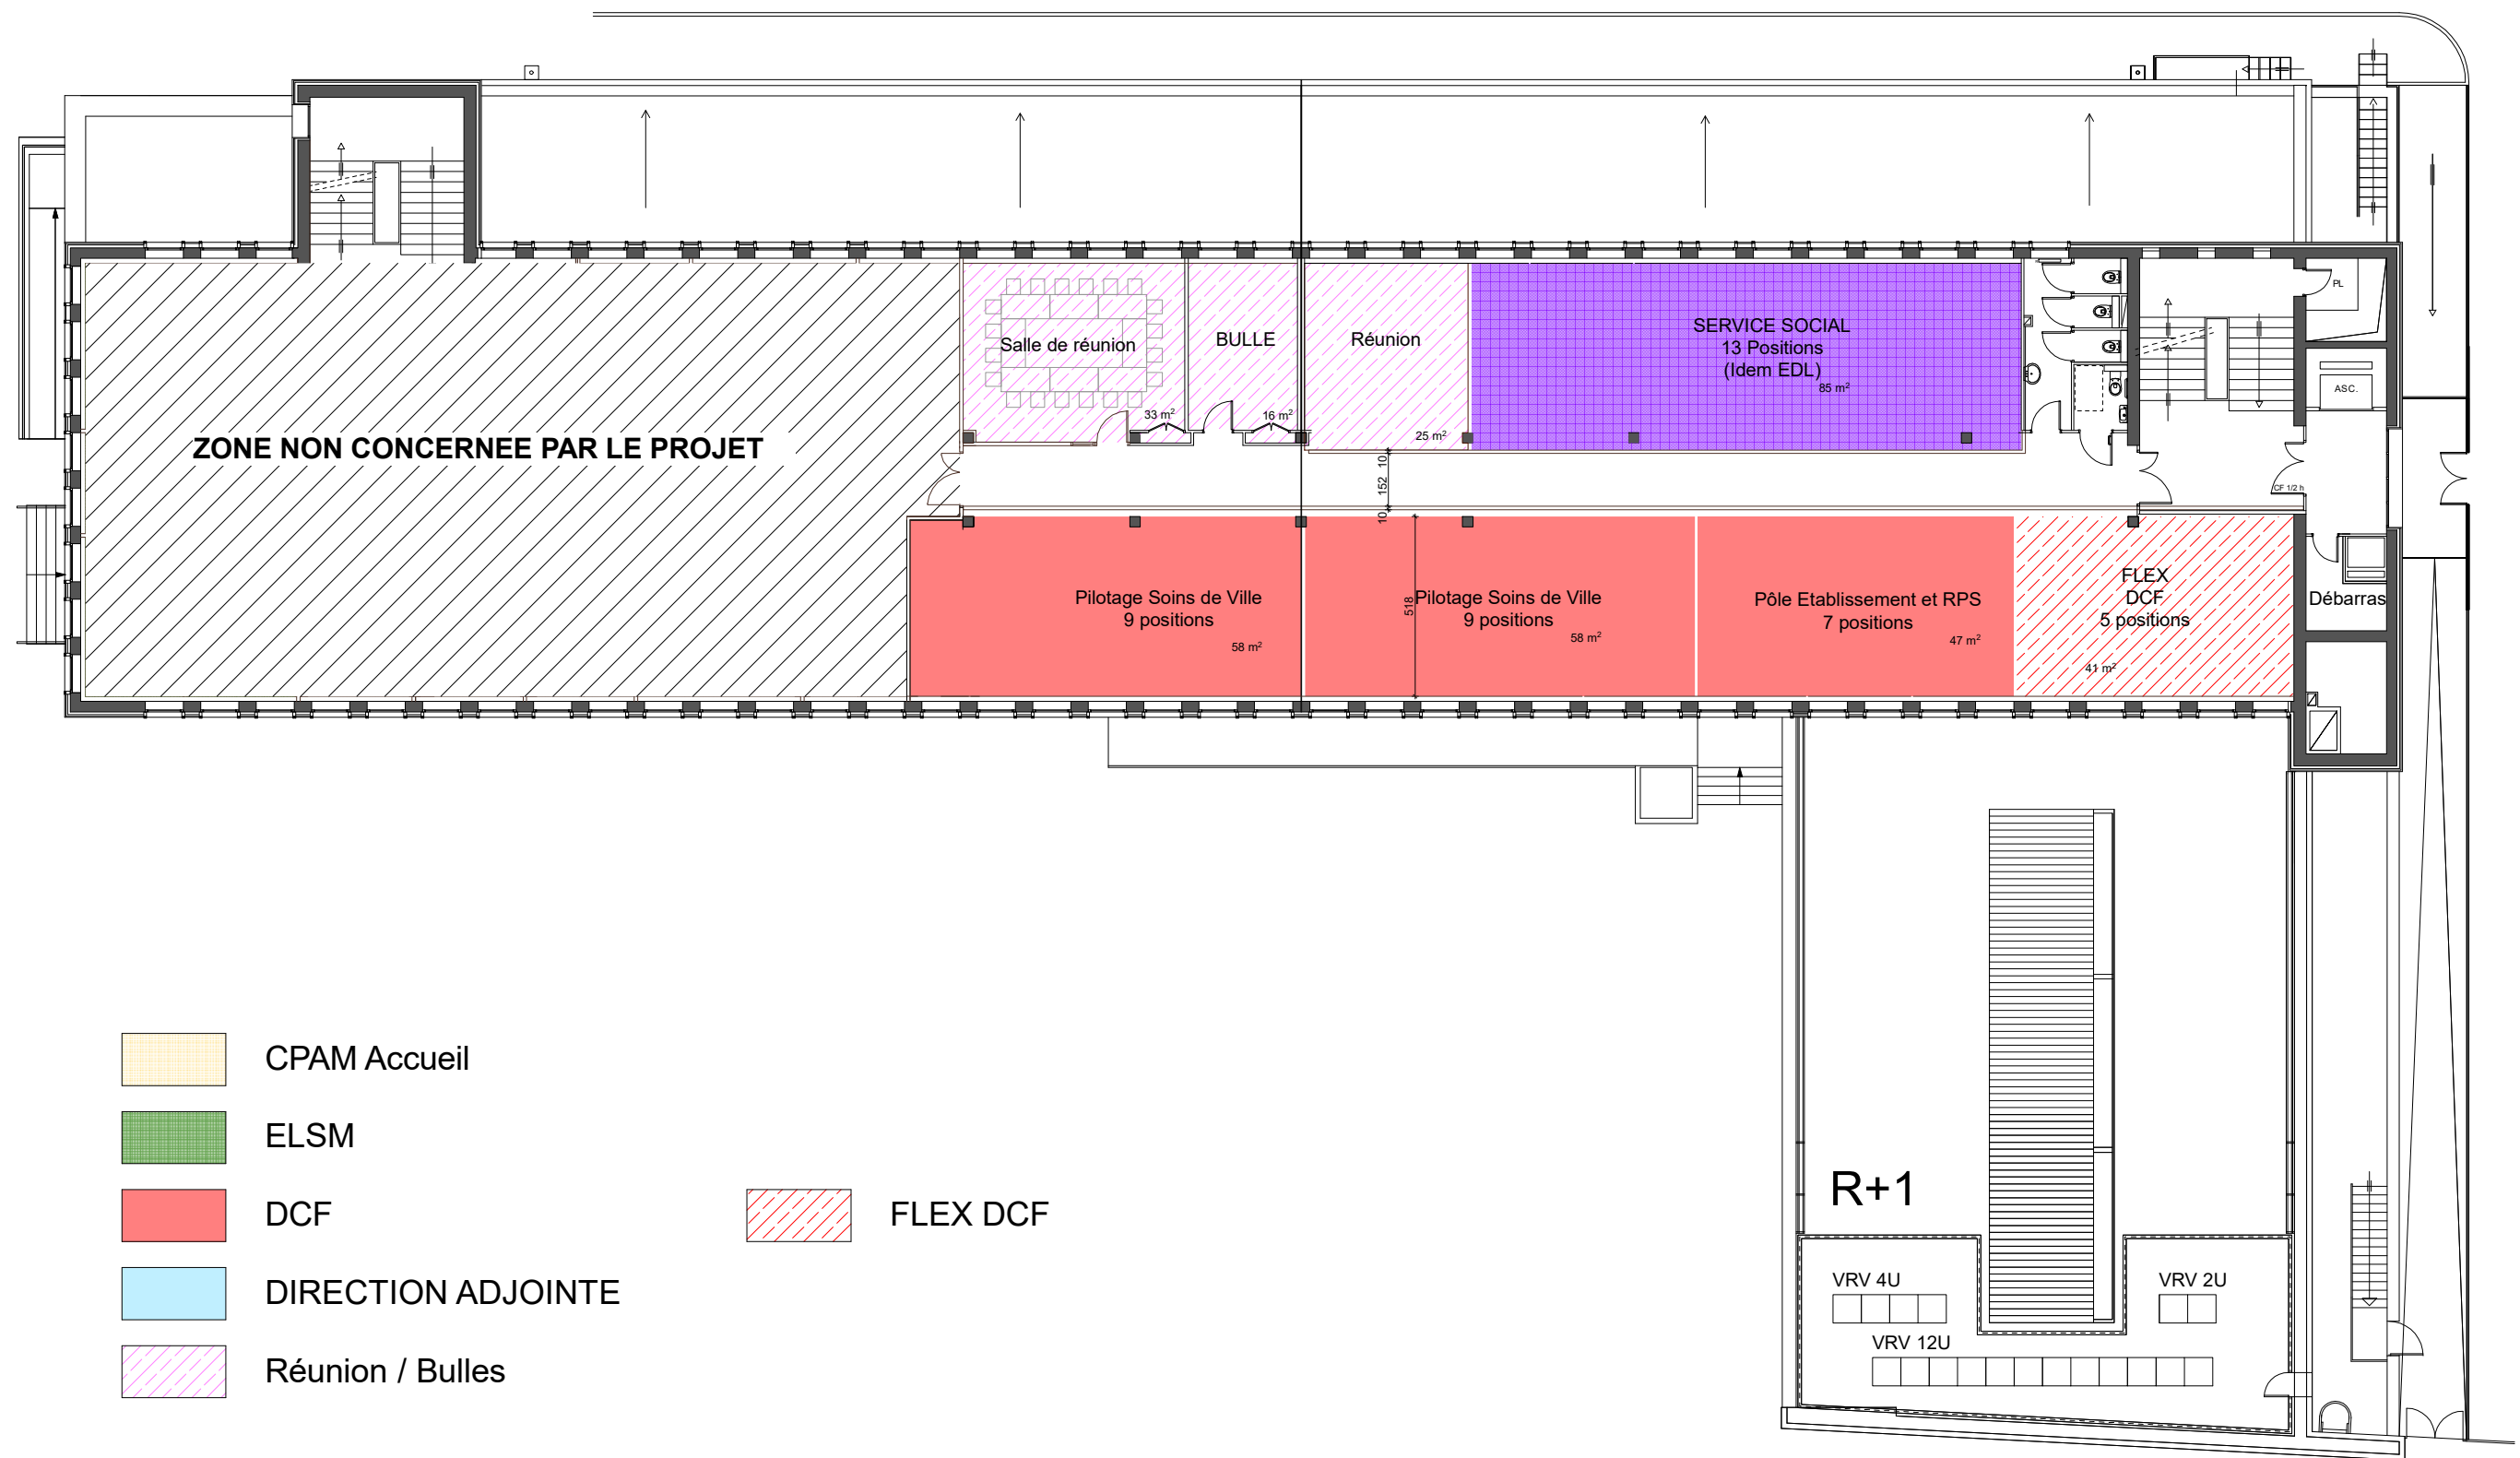 PL
SERVICE SOCIAL
13 Positions
(Idem EDL)
85 m²
Salle de réunion
33 m²
BULLE
16 m²
Réunion
25 m²
ASC.
ZONE NON CONCERNEE PAR LE PROJET
10
152
10
CF 1/2 h
518
Pilotage Soins de Ville
9 positions
58 m²
Pilotage Soins de Ville
9 positions
58 m²
Pôle Etablissement et RPS
7 positions
47 m²
FLEX
DCF
5 positions
41 m²
Débarras
CPAM Accueil
ELSM
DCF
FLEX DCF
DIRECTION ADJOINTE
Réunion / Bulles
R+1
VRV 4U
VRV 2U
VRV 12U